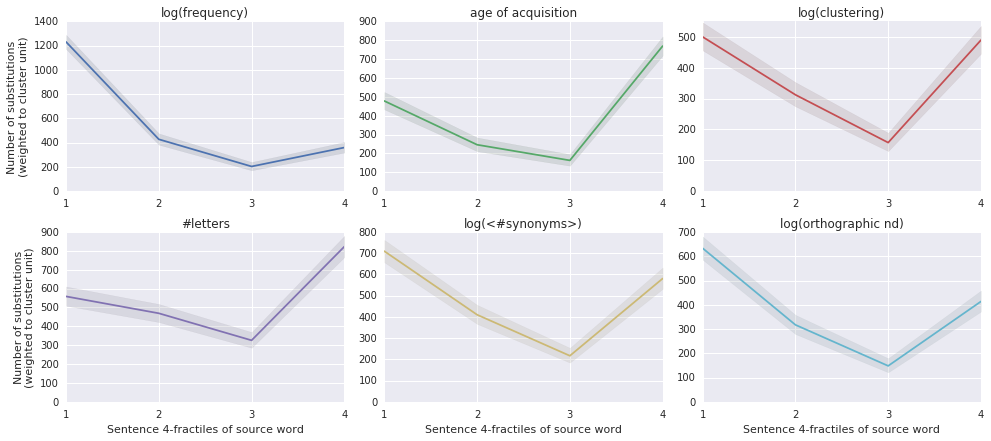 log(frequency)
age of acquisition
log(clustering)
Number of substitutions
(weighted to cluster unit)
1400
1200
1000
800
600
400
200
0
1 2 3 4
900
800
700
600
500
400
300
200
100
0
1 2 3 4
500
400
300
200
100
0
1 2 3 4
#letters
log(<#synonyms>)
log(orthographic nd)
Number of substitutions
(weighted to cluster unit)
900
800
700
600
500
400
300
200
100
0
1 2 3 4
Sentence 4-fractiles of source word
800
700
600
500
400
300
200
100
0
1 2 3 4
Sentence 4-fractiles of source word
700
600
500
400
300
200
100
0
1 2 3 4
Sentence 4-fractiles of source word